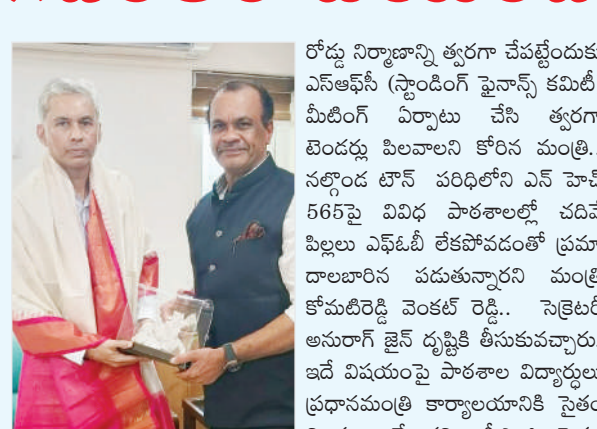 రోడ్డు నిర్మాణాన్ని త్వరగా చేపట్టేందుకు
ఎస్ఆఫ్‌సీ (స్టాండింగ్ ఫైనాన్స్ కమిటీ)
మీటింగ్ ఏర్పాటు చేసి త్వరగా
టెండర్లు పిలవాలని కోరిన మంత్రి..
నల్గొండ టౌన్ పరిధిలోని ఎన్ హెచ్
565పై వివిధ పాఠశాలల్లో చదివే
పిల్లలు ఎఫ్ఓబీ లేకపోవడంతో ప్రమా
దాలబారిన పడుతున్నారని మంత్రి
కోమటిరెడ్డి వెంకట్ రెడ్డి.. సెక్రెటరీ
అనురాగ్ జైన్ దృష్టికి తీసుకువచ్చారు.
ఇదే విషయంపై పాఠశాల విద్యార్థులు
ప్రధానమంత్రి కార్యాలయానికి సైతం